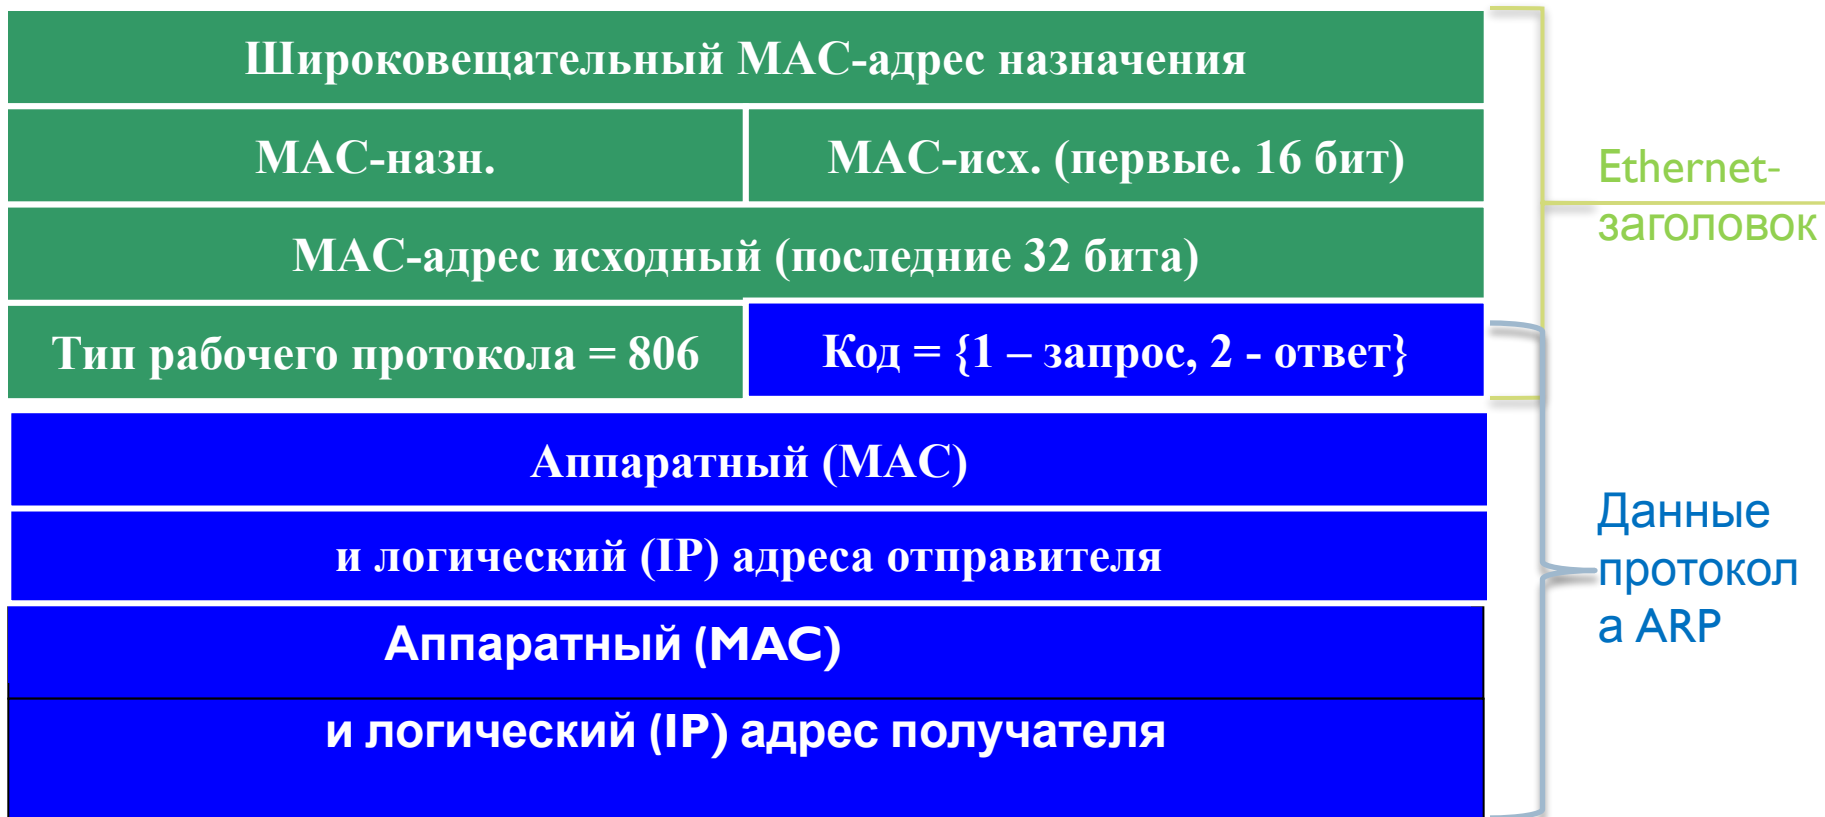 Широковещательный MAC-адрес назначения
MAC-назн.
MAC-исх. (первые. 16 бит)
MAC-адрес исходный (последние 32 бита)
Тип рабочего протокола = 806
Код = {1 – запрос, 2 - ответ}
Аппаратный (MAC)
и логический (IP) адреса отправителя
Аппаратный (MAC)
и логический (IP) адрес получателя
Ethernet-
заголовок
Данные
протокол
а ARP